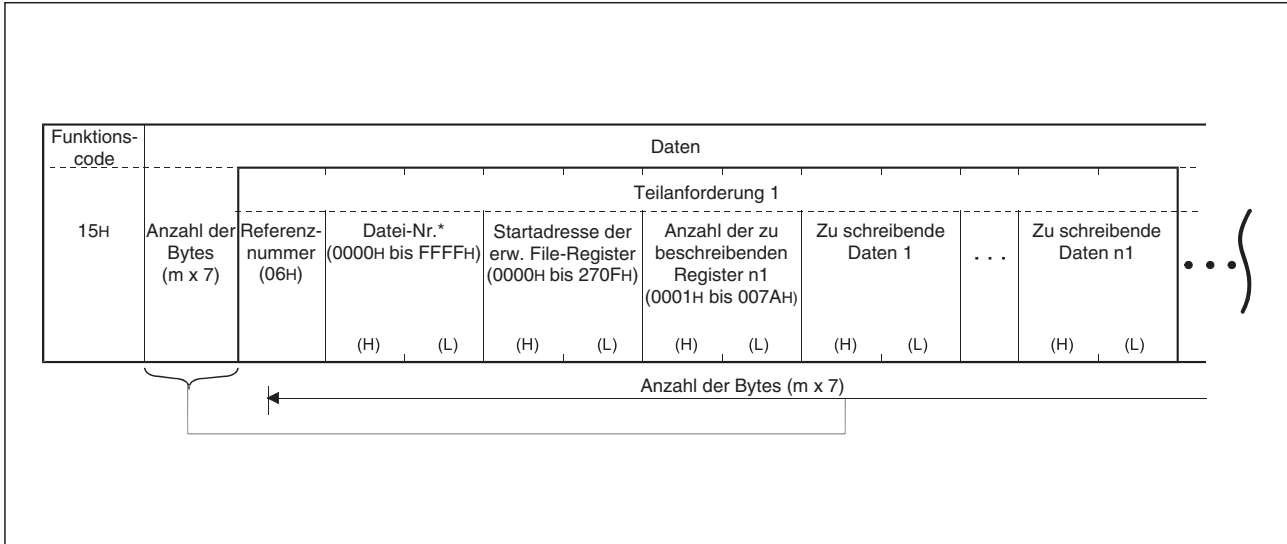 Funktions-
code
Daten
Teilanforderung 1
15H
Anzahl der
Bytes
(m x 7)
Referenz-
nummer
(06H)
Datei-Nr.*
(0000H bis FFFFH)
(H) (L)
Startadresse der
erw. File-Register
(0000H bis 270FH)
(H) (L)
Anzahl der zu
beschreibenden
Register n1
(0001H bis 007AH)
(H) (L)
Zu schreibende
Daten 1
(H) (L)
. . .
Zu schreibende
Daten n1
(H) (L)
Anzahl der Bytes (m x 7)